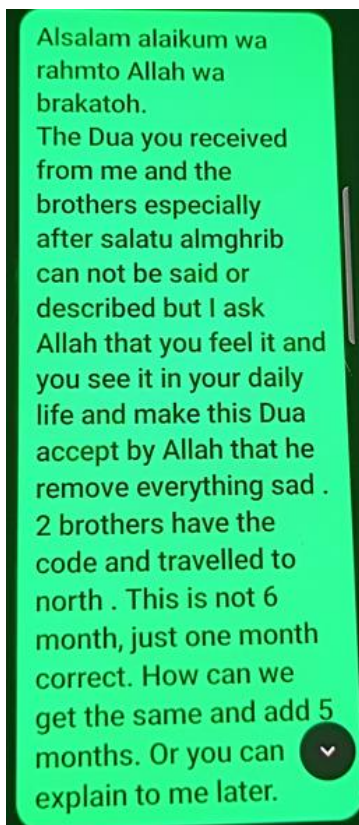 Alsalam alaikum wa
rahmto Allah wa
brakatoh.
The Dua you received
from me and the
brothers especially
after salatu almghrib
can not be said or
described but I ask
Allah that you feel it and
you see it in your daily
life and make this Dua
accept by Allah that he
remove everything sad .
2 brothers have the
code and travelled to
north . This is not 6
month, just one month
correct. How can we
get the same and add 5
months. Or you can
explain to me later.